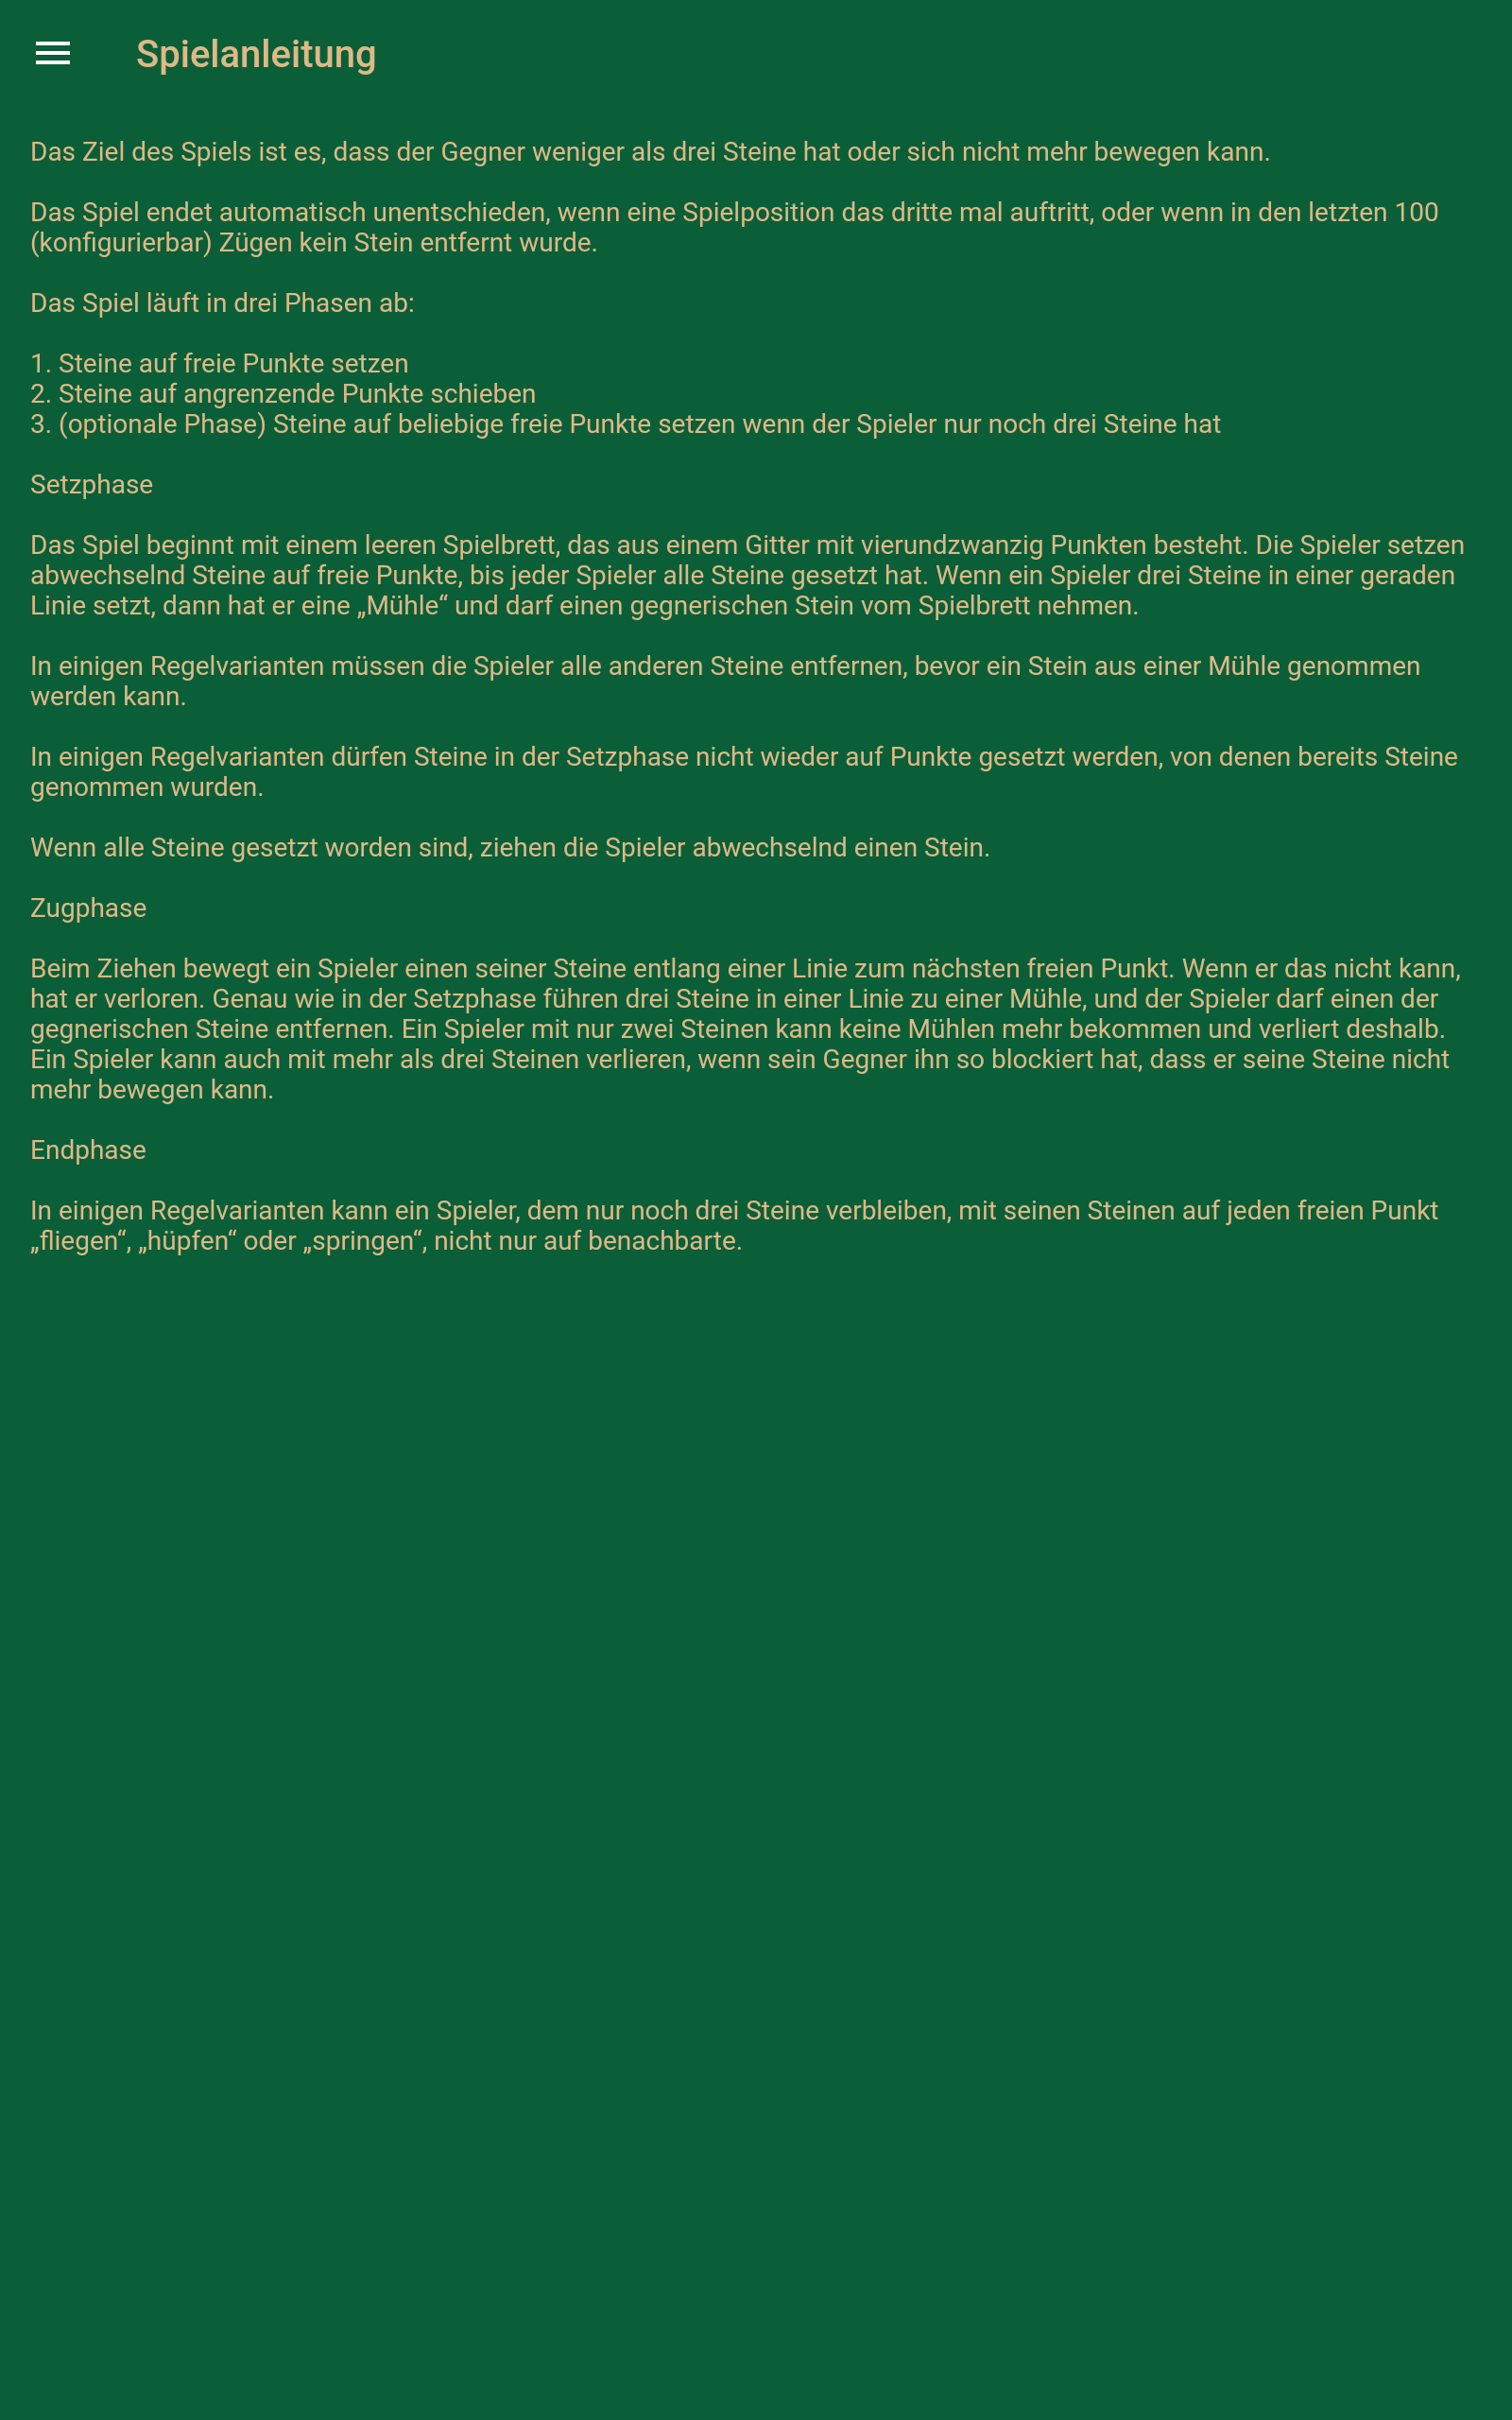 Spielanleitung
Das Ziel des Spiels ist es, dass der Gegner weniger als drei Steine hat oder sich nicht mehr bewegen kann.
Das Spiel endet automatisch unentschieden, wenn eine Spielposition das dritte mal auftritt, oder wenn in den letzten 100
(konfigurierbar) Zügen kein Stein entfernt wurde.
Das Spiel läuft in drei Phasen ab:
1. Steine auf freie Punkte setzen
2. Steine auf angrenzende Punkte schieben
3. (optionale Phase) Steine auf beliebige freie Punkte setzen wenn der Spieler nur noch drei Steine hat
Setzphase
Das Spiel beginnt mit einem leeren Spielbrett, das aus einem Gitter mit vierundzwanzig Punkten besteht. Die Spieler setzen
abwechselnd Steine auf freie Punkte, bis jeder Spieler alle Steine gesetzt hat. Wenn ein Spieler drei Steine in einer geraden
Linie setzt, dann hat er eine „Mühle“ und darf einen gegnerischen Stein vom Spielbrett nehmen.
In einigen Regelvarianten müssen die Spieler alle anderen Steine entfernen, bevor ein Stein aus einer Mühle genommen
werden kann.
In einigen Regelvarianten dürfen Steine in der Setzphase nicht wieder auf Punkte gesetzt werden, von denen bereits Steine
genommen wurden.
Wenn alle Steine gesetzt worden sind, ziehen die Spieler abwechselnd einen Stein.
Zugphase
Beim Ziehen bewegt ein Spieler einen seiner Steine entlang einer Linie zum nächsten freien Punkt. Wenn er das nicht kann,
hat er verloren. Genau wie in der Setzphase führen drei Steine in einer Linie zu einer Mühle, und der Spieler darf einen der
gegnerischen Steine entfernen. Ein Spieler mit nur zwei Steinen kann keine Mühlen mehr bekommen und verliert deshalb.
Ein Spieler kann auch mit mehr als drei Steinen verlieren, wenn sein Gegner ihn so blockiert hat, dass er seine Steine nicht
mehr bewegen kann.
Endphase
In einigen Regelvarianten kann ein Spieler, dem nur noch drei Steine verbleiben, mit seinen Steinen auf jeden freien Punkt
„fliegen“, „hüpfen“ oder „springen“, nicht nur auf benachbarte.